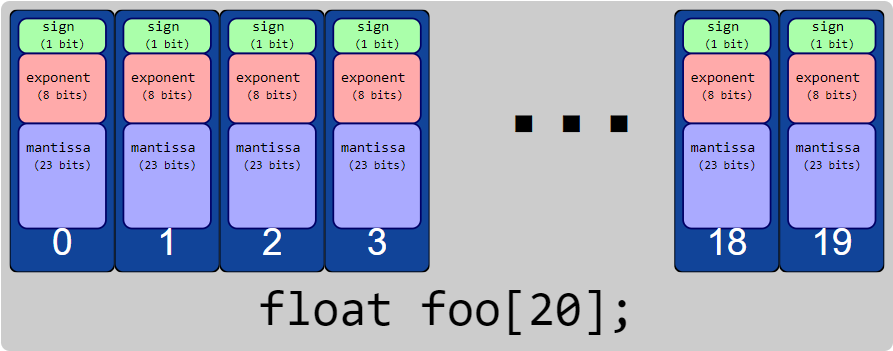 sign sign sign sign sign sign
(1 bit) (1 bit) (1 bit) (1 bit) (1 bit) (1 bit)
exponent exponent exponent exponent exponent exponent
(8 bits) (8 bits) (8 bits) (8 bits) (8 bits) (8 bits)
...
mantissa mantissa mantissa mantissa mantissa mantissa
(23 bits) (23 bits) (23 bits) (23 bits) (23 bits) (23 bits)
0 1 2 3 18 19
float foo[20];